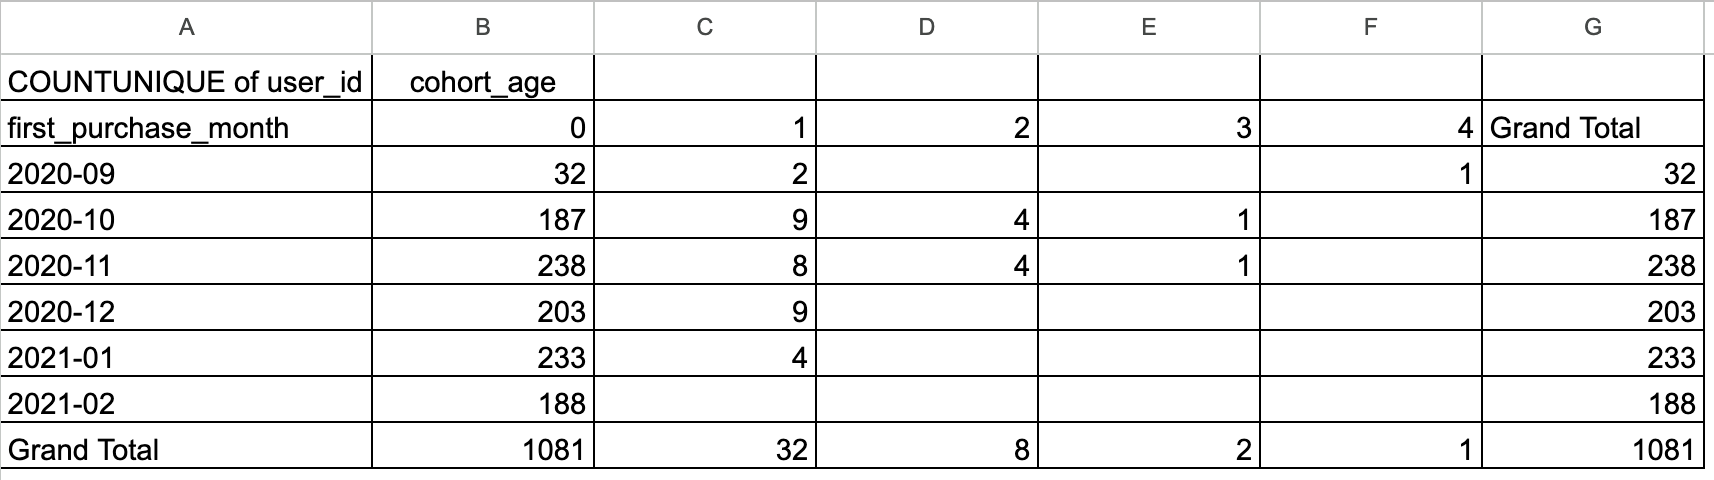 A B C D E F G
COUNTUNIQUE of user_id cohort_age
first_purchase_month 0 1 2 3 4 Grand Total
2020-09 32 2 1 32
2020-10 187 9 4 1 187
2020-11 238 8 4 1 238
2020-12 203 9 203
2021-01 233 4 233
2021-02 188 188
Grand Total 1081 32 8 2 1 1081